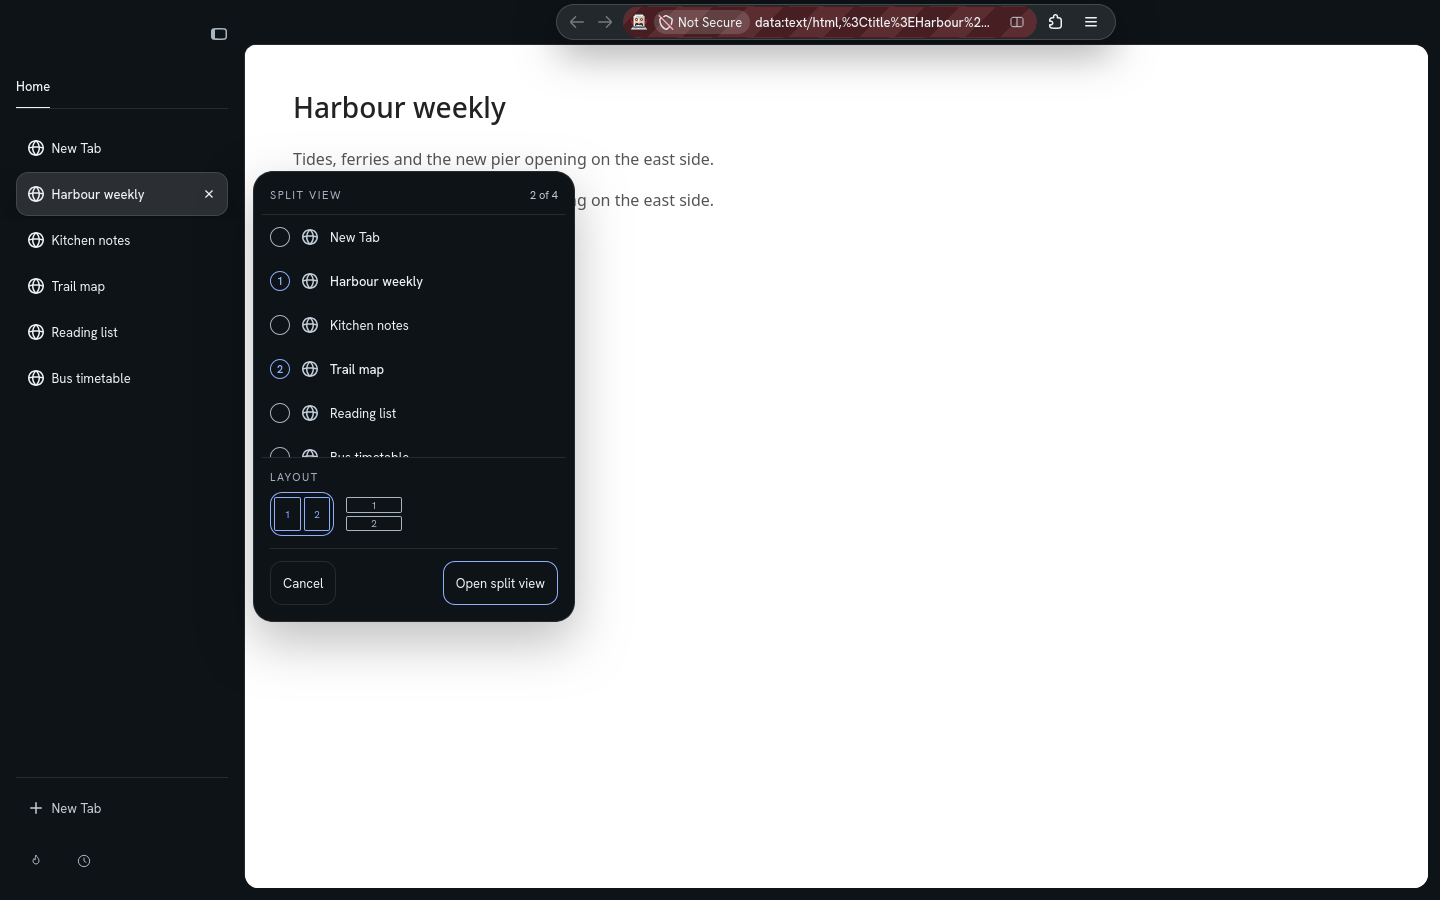 Not Secure
data:text/html,%3Ctitle%3EHarbour%2...
Home
New Tab
Harbour weekly
Kitchen notes
Trail map
Reading list
Bus timetable
New Tab
Harbour weekly
Tides, ferries and the new pier opening on the east side.
ng on the east side.
SPLIT VIEW
2 of 4
New Tab
1 Harbour weekly
Kitchen notes
2 Trail map
Reading list
Bus timetable
LAYOUT
1 2
1
2
Cancel
Open split view